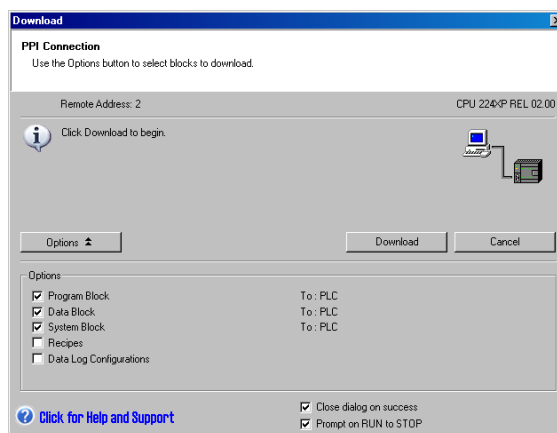 Download
PPI Connection
Use the Options button to select blocks to download.
Remote Address: 2 CPU 224XP REL 02.00
Click Download to begin.
Options Download Cancel
Options
Program Block To : PLC
Data Block To : PLC
System Block To : PLC
Recipes
Data Log Configurations
Click for Help and Support
Close dialog on success
Prompt on RUN to STOP